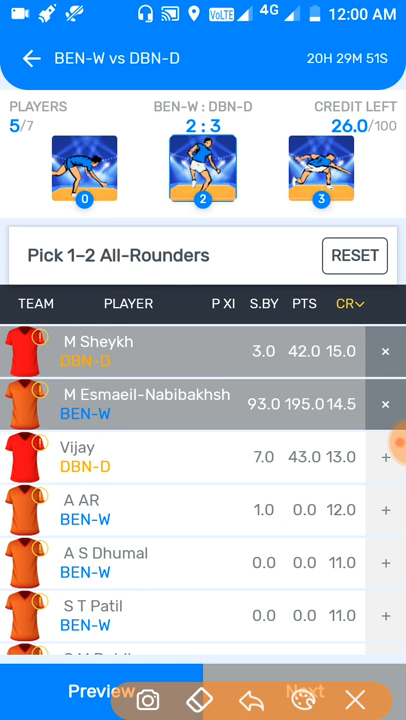 VoLTE 4G 12:00 AM
BEN-W vs DBN-D 20H 29M 51S
PLAYERS BEN-W : DBN-D CREDIT LEFT
5/7 2 : 3 26.0/100
0 2 3
Pick 1–2 All-Rounders RESET
TEAM PLAYER P XI S.BY PTS CR
M Sheykh
DBN-D 3.0 42.0 15.0 ×
M Esmaeil-Nabibakhsh
BEN-W 93.0 195.0 14.5 ×
Vijay
DBN-D 7.0 43.0 13.0 +
A AR
BEN-W 1.0 0.0 12.0 +
A S Dhumal
BEN-W 0.0 0.0 11.0 +
S T Patil
BEN-W 0.0 0.0 11.0 +
Preview Next